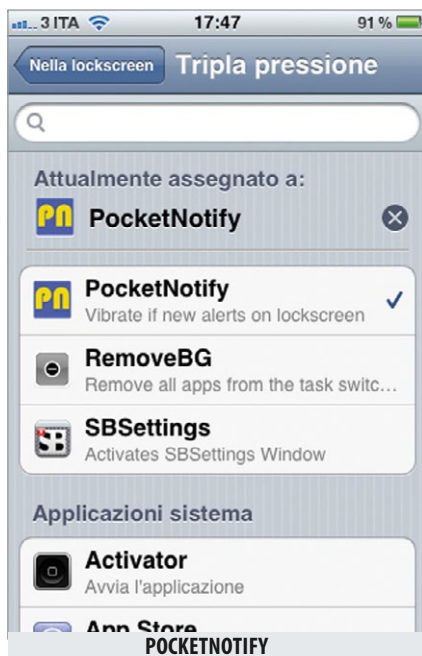 3 ITA 17:47 91 %
Nella lockscreen Tripla pressione
Attualmente assegnato a:
PN PocketNotify
PN PocketNotify
Vibrate if new alerts on lockscreen
RemoveBG
Remove all apps from the task switc...
SBSettings
Activates SBSettings Window
Applicazioni sistema
Activator
Avvia l'applicazione
App Store
POCKETNOTIFY